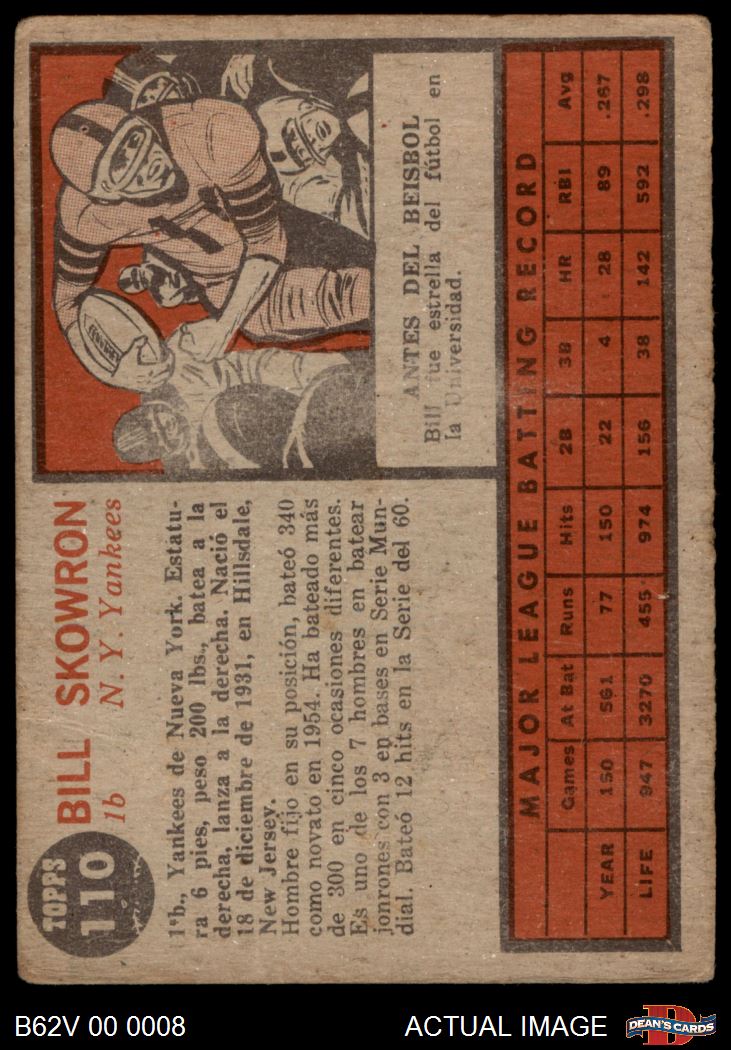 TOPPS
110
BILL SKOWRON
1b N. Y. Yankees
1ªb., Yankees de Nueva York. Estatu-
ra 6 pies, peso 200 lbs., batea a la
derecha, lanza a la derecha. Nació el
18 de diciembre de 1931, en Hillsdale,
New Jersey.
Hombre fijo en su posición, bateó 340
como novato en 1954. Ha bateado más
de 300 en cinco ocasiones diferentes.
Es uno de los 7 hombres en batear
jonrones con 3 en bases en Serie Mun-
dial. Bateó 12 hits en la Serie del 60.
ANTES DEL BEISBOL
Bill fue estrella del fútbol en
la Universidad.
MAJOR LEAGUE BATTING RECORD
Games At Bat Runs Hits 2B 3B HR RBI Avg
YEAR 150 561 77 150 22 4 28 89 .267
LIFE 947 3270 455 974 156 38 142 592 .298
B62V 00 0008
ACTUAL IMAGE
D
DEAN'S CARDS